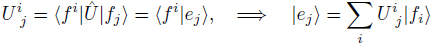 U^i_j = ⟨f^i|Û|f_j⟩ = ⟨f^i|e_j⟩, ⟹ |e_j⟩ = ∑_i U^i_j|f_i⟩